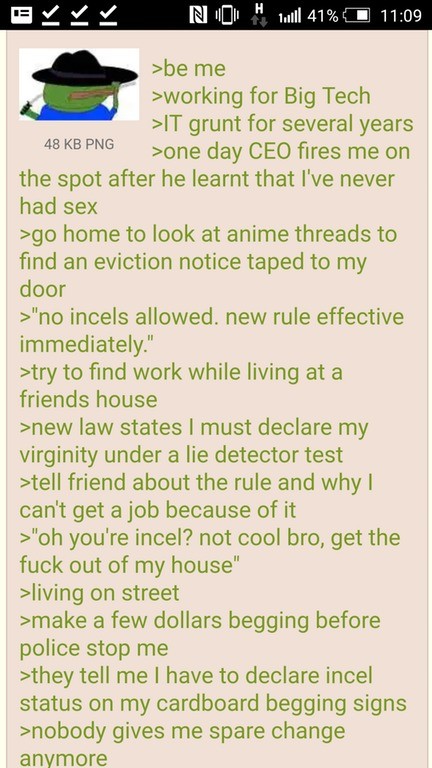 H
41%
11:09
>be me
>working for Big Tech
>IT grunt for several years
>one day CEO fires me on
48 KB PNG
the spot after he learnt that I've never
had sex
>go home to look at anime threads to
find an eviction notice taped to my
door
>"no incels allowed. new rule effective
immediately."
>try to find work while living at a
friends house
>new law states I must declare my
virginity under a lie detector test
>tell friend about the rule and why I
can't get a job because of it
>"oh you're incel? not cool bro, get the
fuck out of my house"
>living on street
>make a few dollars begging before
police stop me
>they tell me I have to declare incel
status on my cardboard begging signs
>nobody gives me spare change
anymore